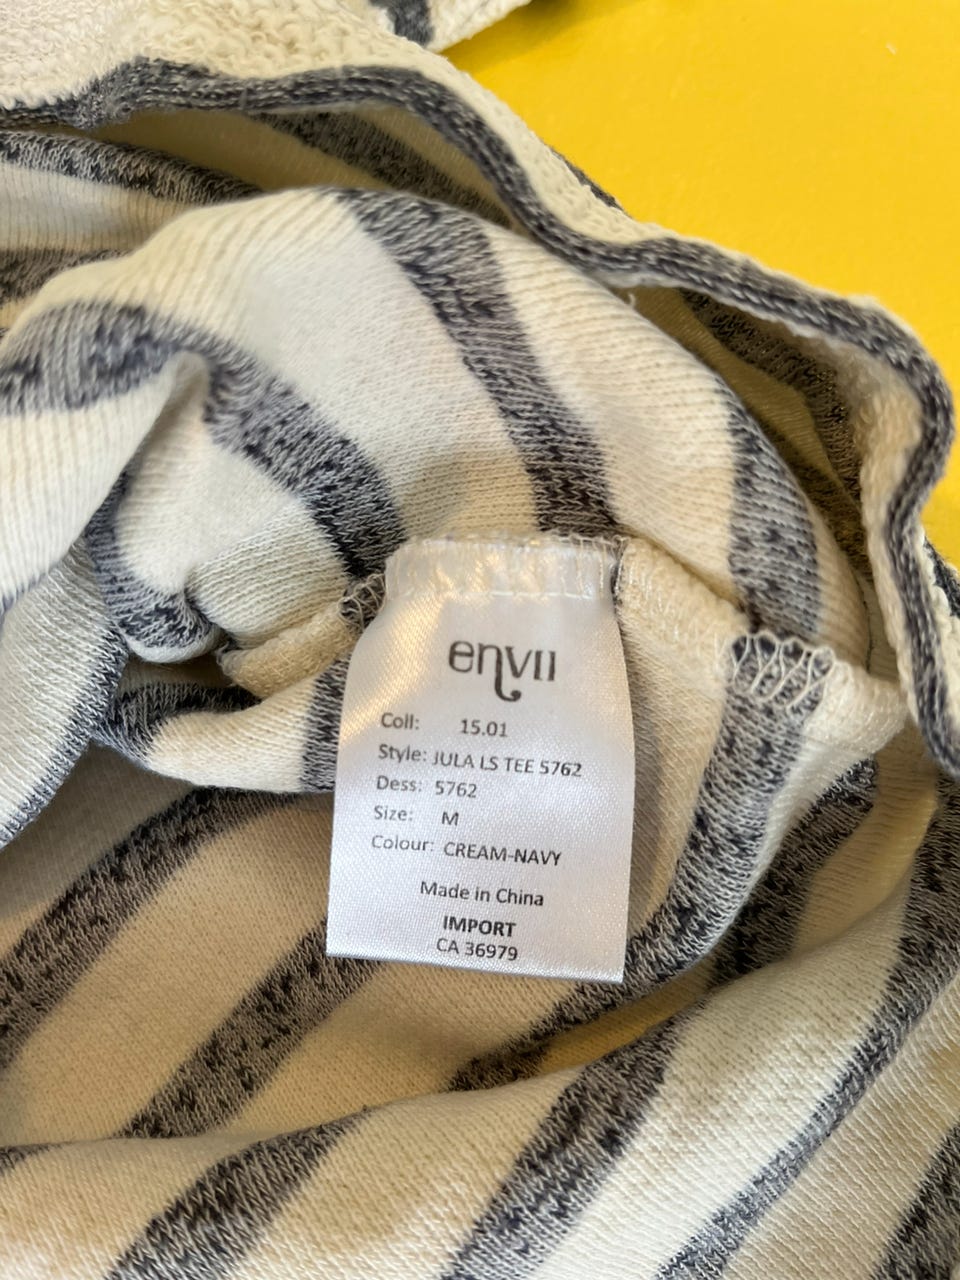 envii
Coll: 15.01
Style: JULA LS TEE 5762
Dess: 5762
Size: M
Colour: CREAM-NAVY
Made in China
IMPORT
CA 36979